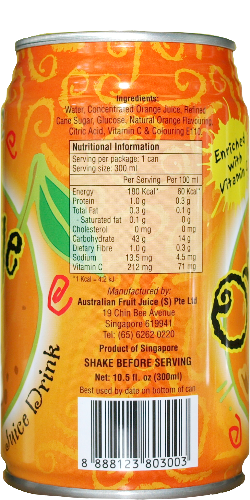 Ingredients:
Water, Concentrated Orange Juice, Refined
Cane Sugar, Glucose, Natural Orange Flavouring,
Citric Acid, Vitamin C & Colouring E110.
Nutritional Information
Serving per package: 1 can
Serving size: 300 ml
Per Serving Per 100 ml
Energy 180 Kcal* 60 Kcal*
Protein 1.0 g 0.3 g
Total Fat 0.3 g 0.1 g
- Saturated fat 0.1 g 0 g
Cholesterol 0 mg 0 mg
Carbohydrate 43 g 14 g
Dietary Fibre 1.0 g 0.3 g
Sodium 13.5 mg 4.5 mg
Vitamin C 212 mg 71 mg
*1 Kcal = 4.2 kJ
Manufactured by:
Australian Fruit Juice (S) Pte Ltd
19 Chin Bee Avenue
Singapore 619941
Tel: (65) 6262 0220
Product of Singapore
SHAKE BEFORE SERVING
Net: 10.5 fl.oz (300ml)
Best used by date on bottom of can
8 888123 803003
Enriched
with
Vitamin
Juice Drink